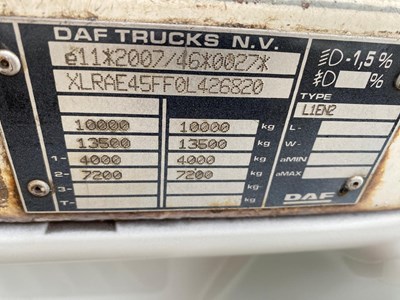 DAF TRUCKS N.V.
e11*2007/46*0027*
XLRAE45FF0L426820
10000 10000 kg
13500 13500 kg
1- 4000 4000 kg
2- 7200 7200 kg
3- kg
T- kg
D-1,5%
D %
TYPE
L1EN2
L-
W-
aMIN
aMAX
DAF